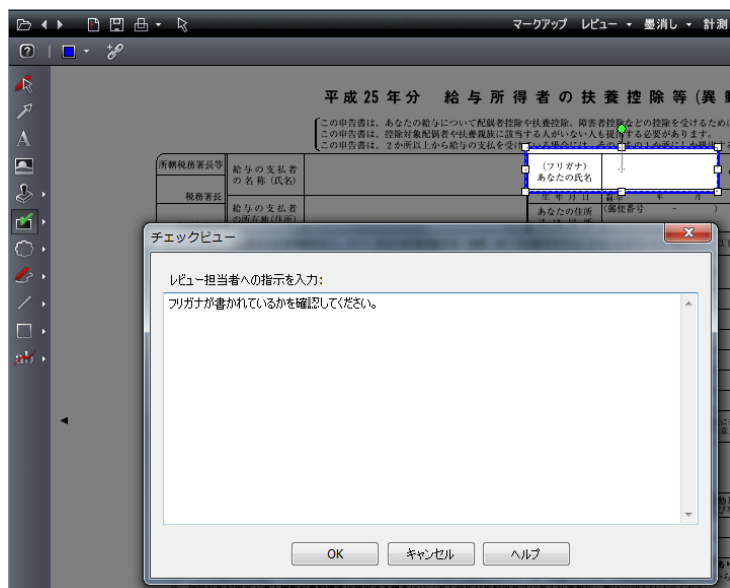 マークアップ レビュー 墨消し 計測
平成 25 年分 給与所得者の扶養控除等(異
この申告書は、あなたの給与について配偶者控除や扶養控除、障害者控除などの控除を受けるため
この申告書は、控除対象配偶者や扶養親族に該当する人がいない人も提出する必要があります。
この申告書は、2か所以上から給与の支払を受け
所轄税務署長等
給与の支払者
の名称(氏名)
(フリガナ)
あなたの氏名
税務署長
給与の支払者
の所在地(住所)
生年月日
年 月
あなたの住所
(郵便番号 - )
チェックビュー
レビュー担当者への指示を入力:
フリガナが書かれているかを確認してください。
OK キャンセル ヘルプ